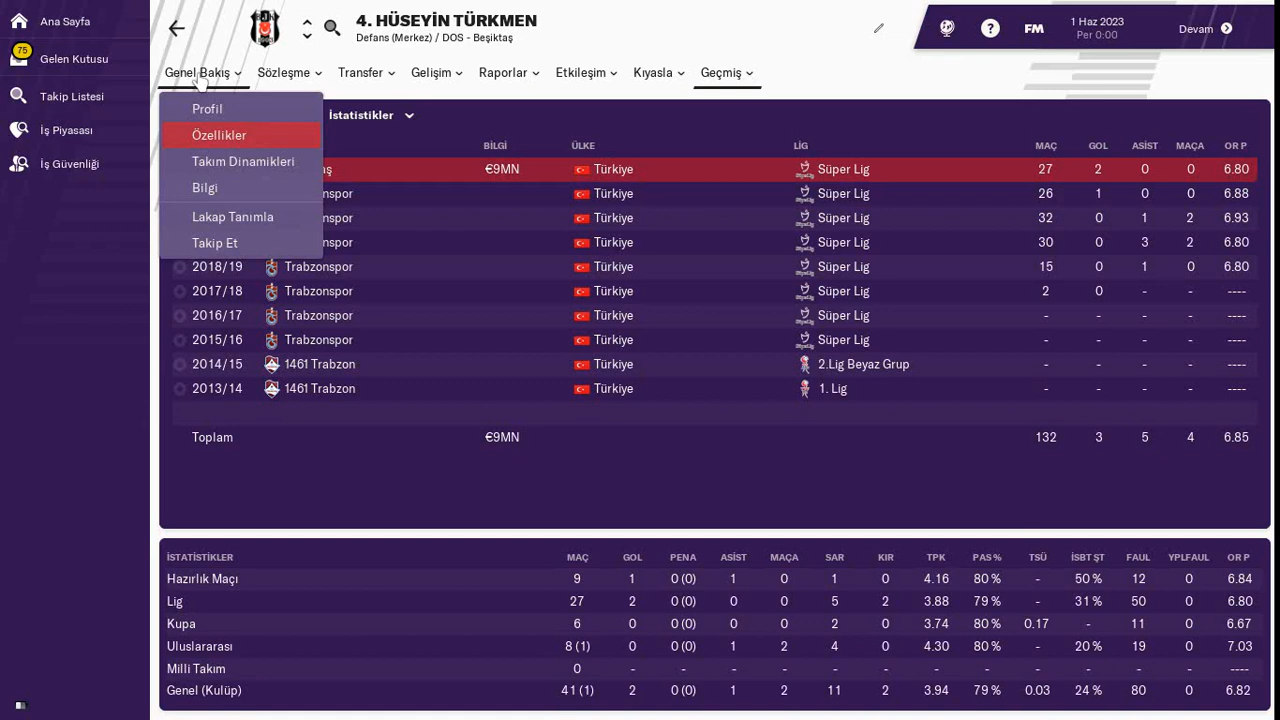 Ana Sayfa
75
Gelen Kutusu
Takip Listesi
İş Piyasası
İş Güvenliği
4. HÜSEYİN TÜRKMEN
Defans (Merkez) / DOS - Beşiktaş
? FM 1 Haz 2023
Per 0:00
Devam
Genel Bakış Sözleşme Transfer Gelişim Raporlar Etkileşim Kıyasla Geçmiş
Profil
Özellikler
Takım Dinamikleri
Bilgi
Lakap Tanımla
Takip Et
İstatistikler
BİLGİ ÜLKE LİG MAÇ GOL ASİST MAÇA OR P
€9MN Türkiye Süper Lig 27 2 0 0 6.80
Türkiye Süper Lig 26 1 0 0 6.88
Türkiye Süper Lig 32 0 1 2 6.93
Türkiye Süper Lig 30 0 3 2 6.80
2018/19 Trabzonspor Türkiye Süper Lig 15 0 1 0 6.80
2017/18 Trabzonspor Türkiye Süper Lig 2 0 - - ----
2016/17 Trabzonspor Türkiye Süper Lig - - - - ----
2015/16 Trabzonspor Türkiye Süper Lig - - - - ----
2014/15 1461 Trabzon Türkiye 2.Lig Beyaz Grup - - - - ----
2013/14 1461 Trabzon Türkiye 1. Lig - - - - ----
Toplam €9MN 132 3 5 4 6.85
İSTATİSTİKLER MAÇ GOL PENA ASİST MAÇA SAR KIR TPK PAS % TSÜ İSBT ŞT FAUL YPLFAUL OR P
Hazırlık Maçı 9 1 0 (0) 1 0 1 0 4.16 80 % - 50 % 12 0 6.84
Lig 27 2 0 (0) 0 0 5 2 3.88 79 % - 31 % 50 0 6.80
Kupa 6 0 0 (0) 0 0 2 0 3.74 80 % 0.17 - 11 0 6.67
Uluslararası 8 (1) 0 0 (0) 1 2 4 0 4.30 80 % - 20 % 19 0 7.03
Milli Takım 0 - - - - - - - - - - - - ----
Genel (Kulüp) 41 (1) 2 0 (0) 1 2 11 2 3.94 79 % 0.03 24 % 80 0 6.82